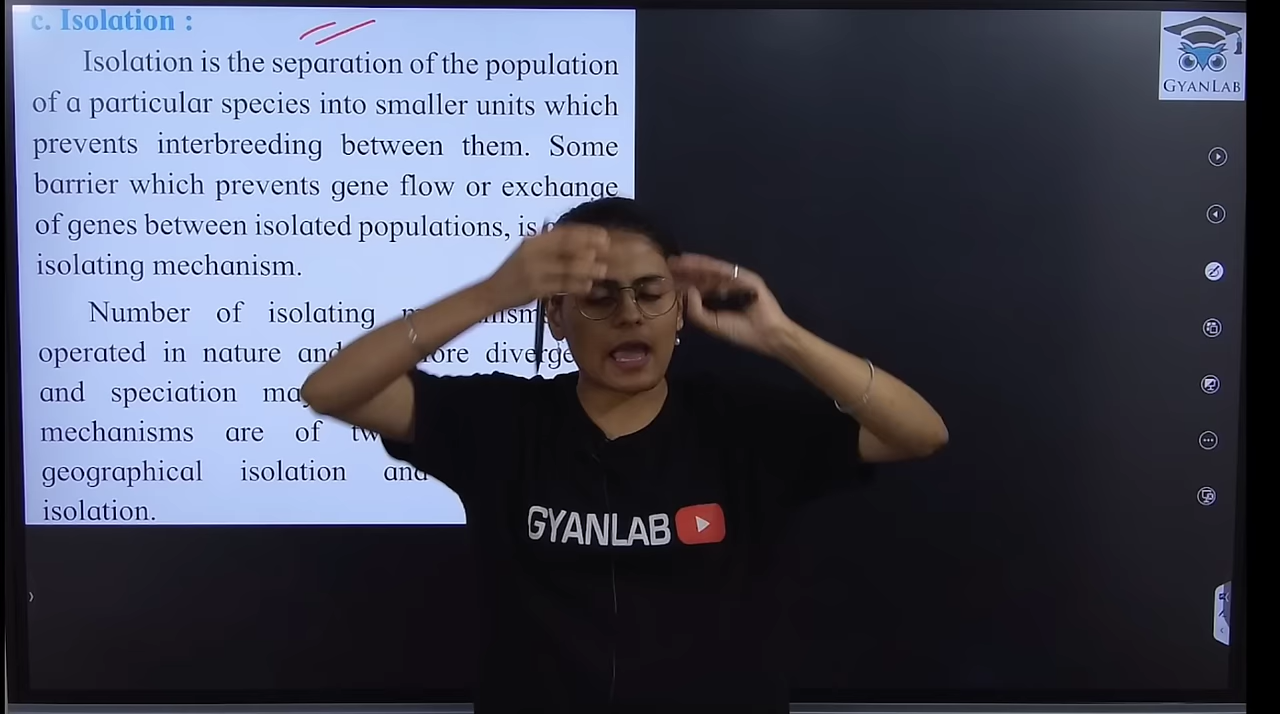 c. Isolation :
Isolation is the separation of the population
of a particular species into smaller units which
prevents interbreeding between them. Some
barrier which prevents gene flow or exchange
of genes between isolated populations, is
isolating mechanism.
Number of isolating
operated in nature and
and speciation may
mechanisms are of
geographical isolation and
isolation.
GYANLAB
GYANLAB